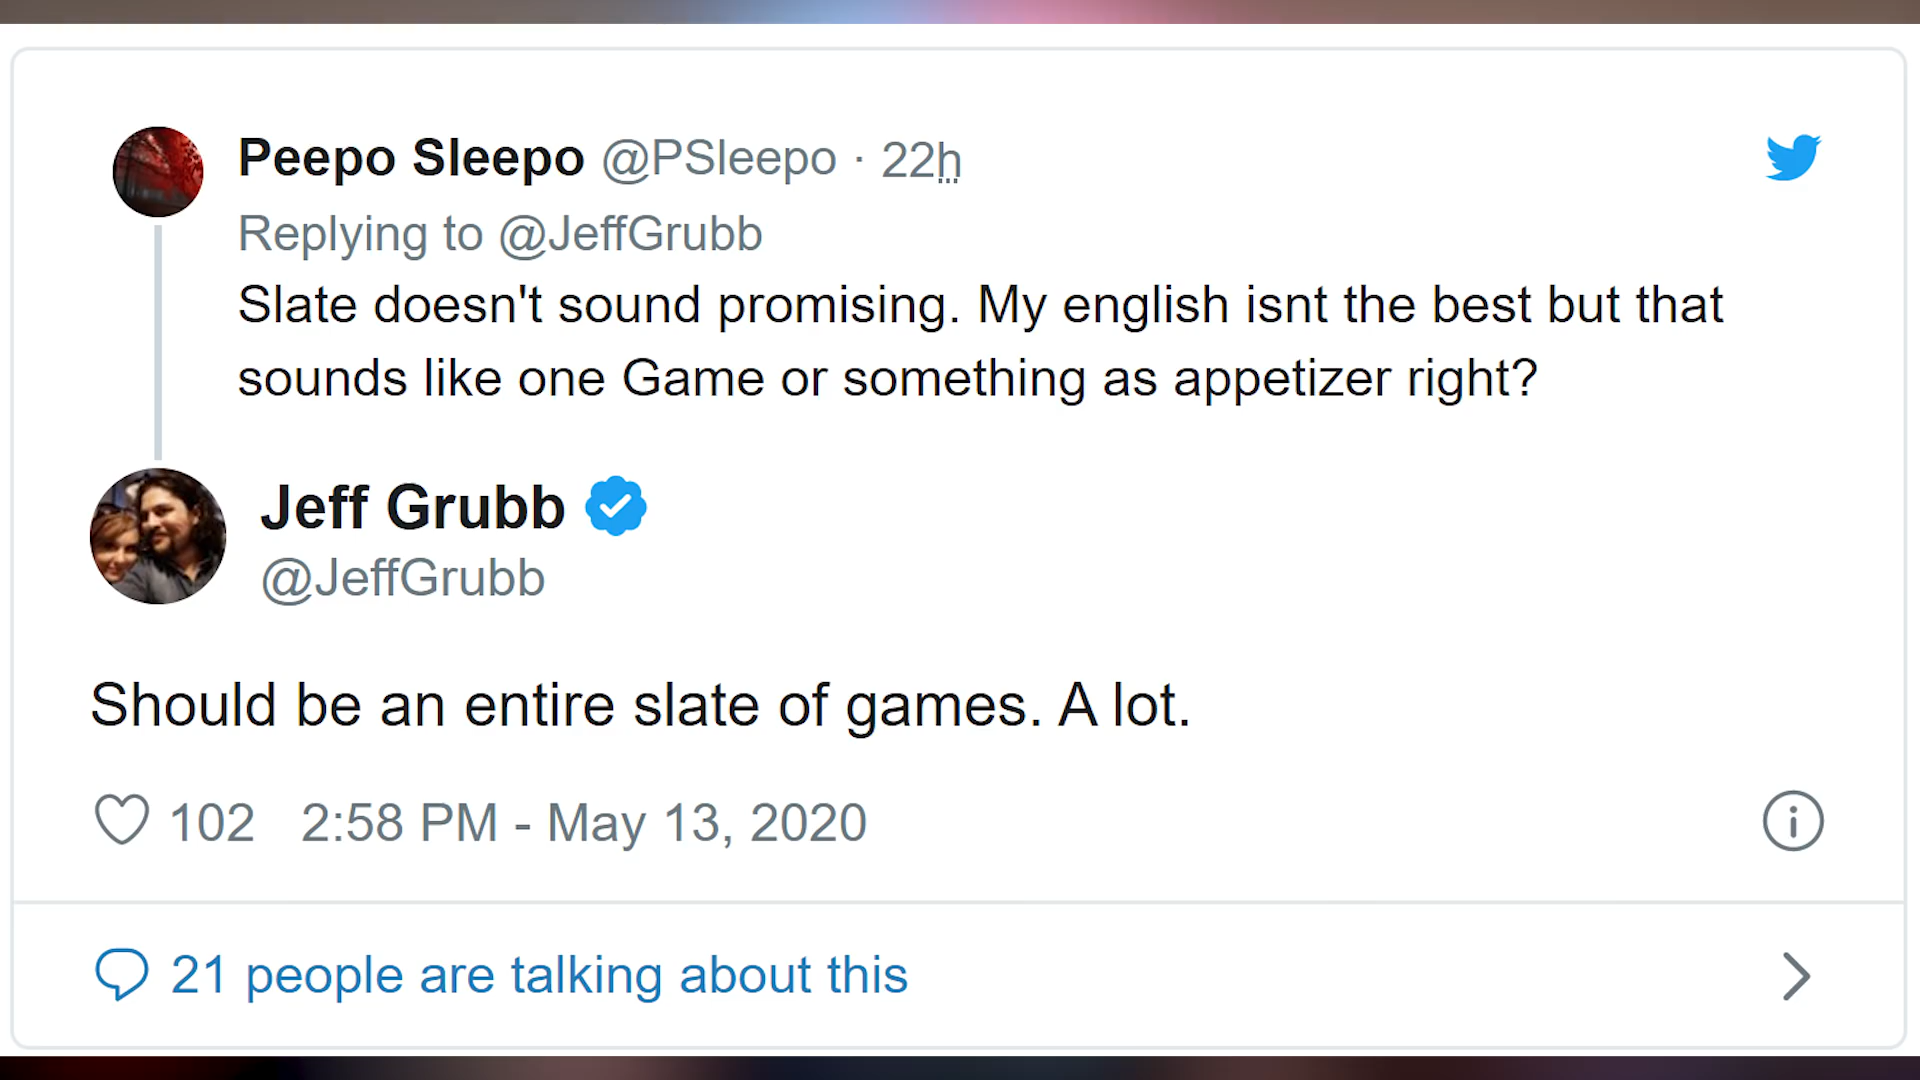 Peepo Sleepo @PSleepo · 22h
Replying to @JeffGrubb
Slate doesn't sound promising. My english isnt the best but that
sounds like one Game or something as appetizer right?
Jeff Grubb
@JeffGrubb
Should be an entire slate of games. A lot.
102 2:58 PM - May 13, 2020
21 people are talking about this